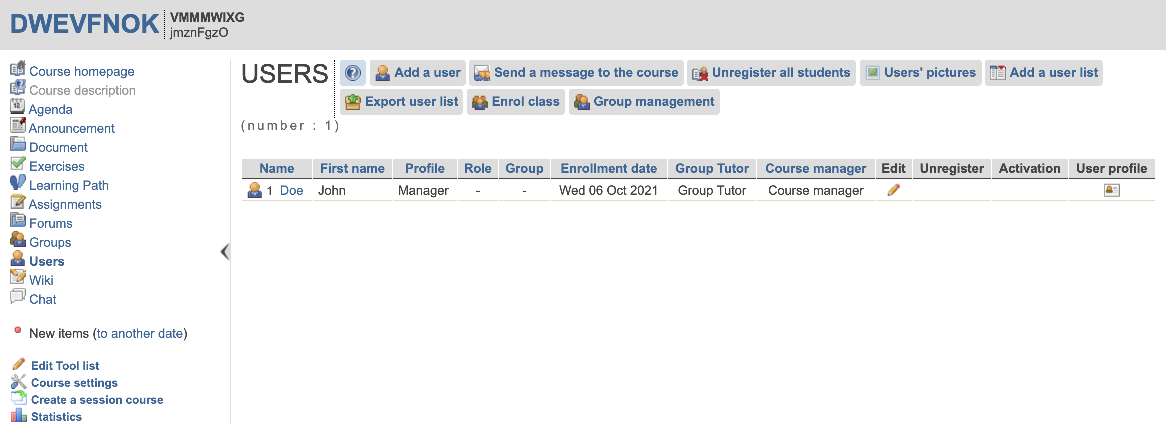 DWEVFNOK
VMMMWIXG
jmznFgzO
Course homepage
Course description
Agenda
Announcement
Document
Exercises
Learning Path
Assignments
Forums
Groups
Users
Wiki
Chat
New items (to another date)
Edit Tool list
Course settings
Create a session course
Statistics
USERS
? Add a user Send a message to the course Unregister all students Users' pictures Add a user list
Export user list Enrol class Group management
(number : 1)
Name First name Profile Role Group Enrollment date Group Tutor Course manager Edit Unregister Activation User profile
1 Doe John Manager - - Wed 06 Oct 2021 Group Tutor Course manager